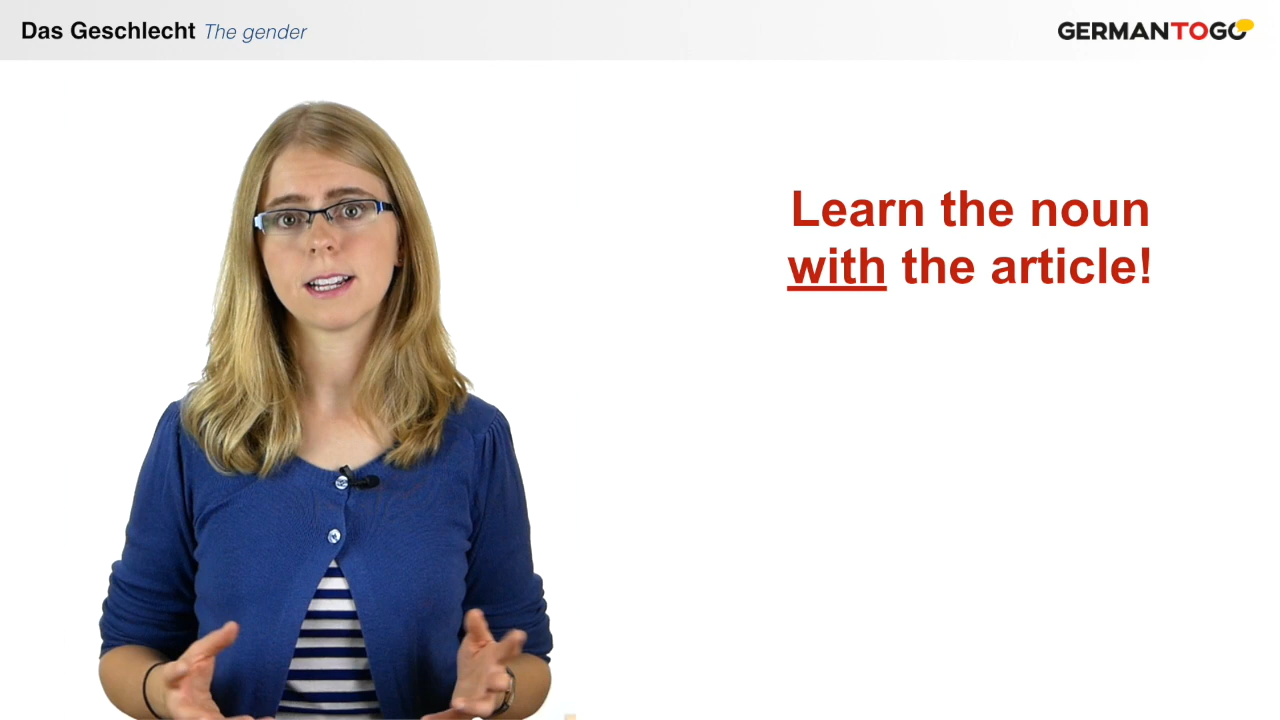 Das Geschlecht The gender
GERMANTOGO
Learn the noun
with the article!